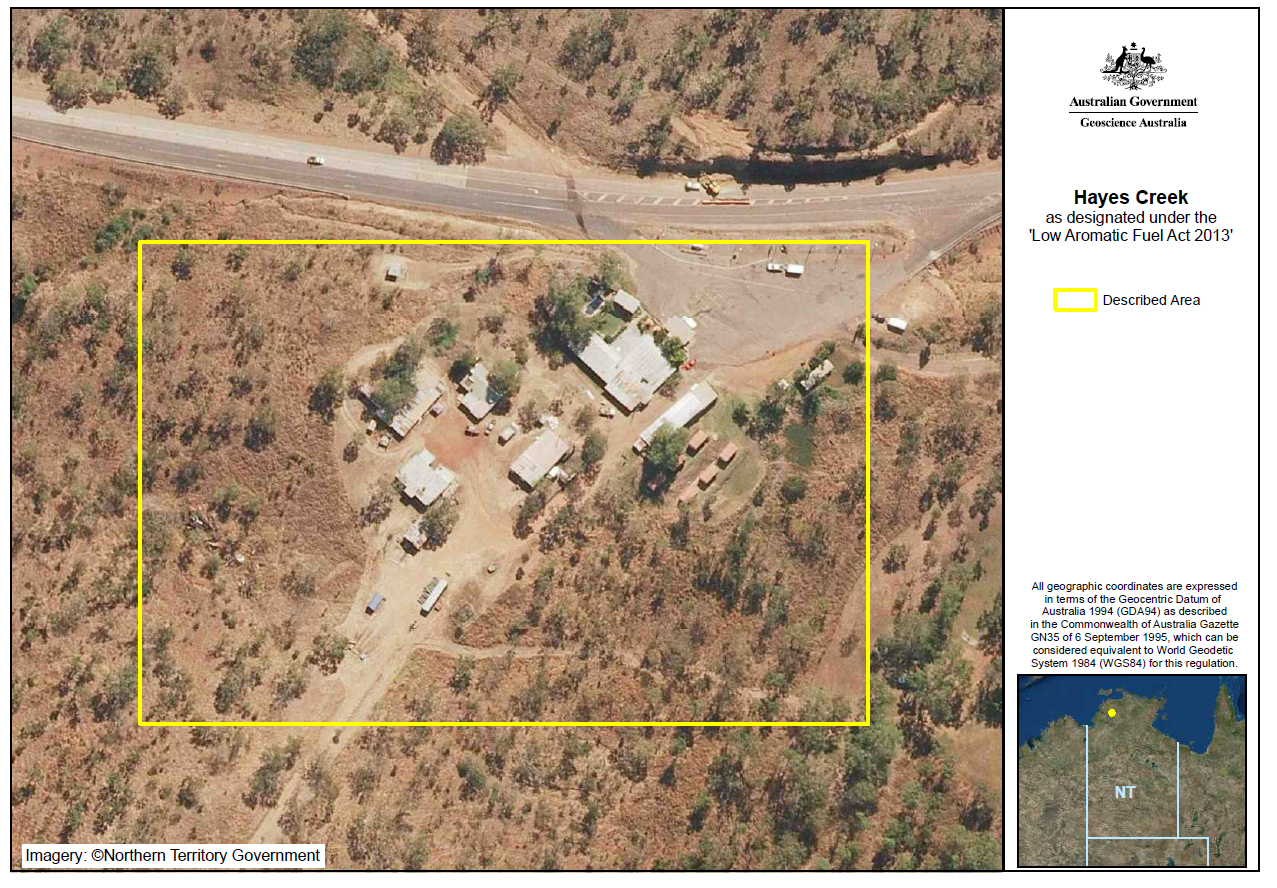 Australian Government
Geoscience Australia
Hayes Creek
as designated under the
'Low Aromatic Fuel Act 2013'
Described Area
All geographic coordinates are expressed
in terms of the Geocentric Datum of
Australia 1994 (GDA94) as described
in the Commonwealth of Australia Gazette
GN35 of 6 September 1995, which can be
considered equivalent to World Geodetic
System 1984 (WGS84) for this regulation.
NT
Imagery: ©Northern Territory Government